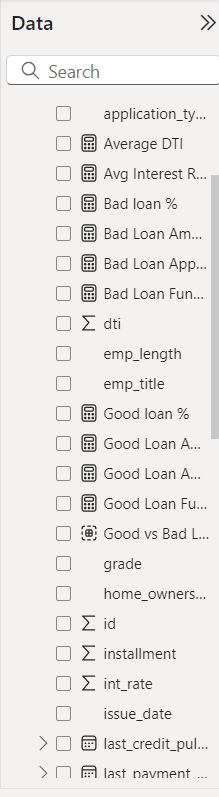 Data
Search
application_ty...
Average DTI
Avg Interest R...
Bad loan %
Bad Loan Am...
Bad Loan App...
Bad Loan Fun...
dti
emp_length
emp_title
Good loan %
Good Loan A...
Good Loan A...
Good Loan Fu...
Good vs Bad L...
grade
home_owners...
id
installment
int_rate
issue_date
last_credit_pul...
last_payment_...